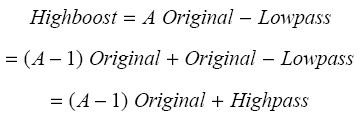 Highboost = A Original – Lowpass
= (A – 1) Original + Original – Lowpass
= (A – 1) Original + Highpass